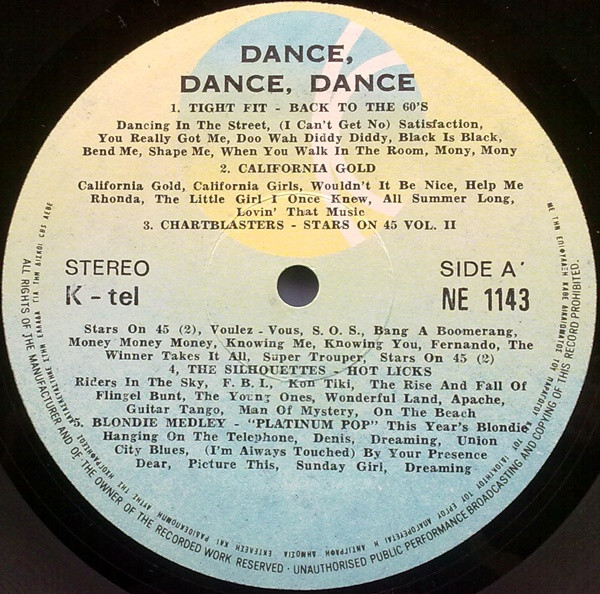 DANCE,
DANCE, DANCE
1. TIGHT FIT - BACK TO THE 60'S
Dancing In The Street, (I Can't Get No) Satisfaction,
You Really Got Me, Doo Wah Diddy Diddy, Black Is Black,
Bend Me, Shape Me, When You Walk In The Room, Mony, Mony
2. CALIFORNIA GOLD
California Gold, California Girls, Wouldn't It Be Nice, Help Me
Rhonda, The Little Girl I Once Knew, All Summer Long,
Lovin' That Music
3. CHARTBLASTERS - STARS ON 45 VOL. II
STEREO
SIDE A'
K-tel
NE 1143
Stars On 45 (2), Voulez-Vous, S.O.S., Bang A Boomerang,
Money Money Money, Knowing Me, Knowing You, Fernando, The
Winner Takes It All, Super Trouper, Stars On 45 (2)
4, THE SILHOUETTES - HOT LICKS
Riders In The Sky, F.B.I., Kon Tiki, The Rise And Fall Of
Flingel Bunt, The Young Ones, Wonderful Land, Apache,
Guitar Tango, Man Of Mystery, On The Beach
5. BLONDIE MEDLEY - "PLATINUM POP" This Year's Blondie
Hanging On The Telephone, Denis, Dreaming, Union
City Blues, (I'm Always Touched) By Your Presence
Dear, Picture This, Sunday Girl, Dreaming
ALL RIGHTS OF THE MANUFACTURER AND OF THE OWNER OF THE RECORDED WORK RESERVED - UNAUTHORISED PUBLIC PERFORMANCE BROADCASTING AND COPYING OF THIS RECORD PROHIBITED.